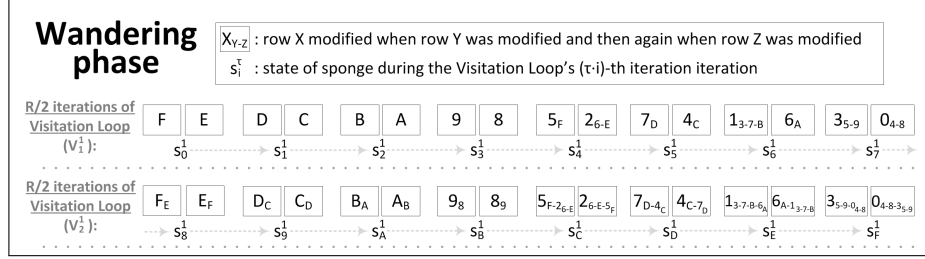 Wandering phase
X_{Y-Z} : row X modified when row Y was modified and then again when row Z was modified
s_i^τ : state of sponge during the Visitation Loop's (τ·i)-th iteration iteration
R/2 iterations of Visitation Loop (V_1^1):
F E D C B A 9 8 5_F 2_{6-E} 7_D 4_C 1_{3-7-B} 6_A 3_{5-9} 0_{4-8}
s_0^1 s_1^1 s_2^1 s_3^1 s_4^1 s_5^1 s_6^1 s_7^1
R/2 iterations of Visitation Loop (V_2^1):
F_E E_F D_C C_D B_A A_B 9_8 8_9 5_{F-2_{6-E}} 2_{6-E-5_F} 7_{D-4_C} 4_{C-7_D} 1_{3-7-B-6_A} 6_{A-1_{3-7-B}} 3_{5-9-0_{4-8}} 0_{4-8-3_{5-9}}
s_8^1 s_9^1 s_A^1 s_B^1 s_C^1 s_D^1 s_E^1 s_F^1